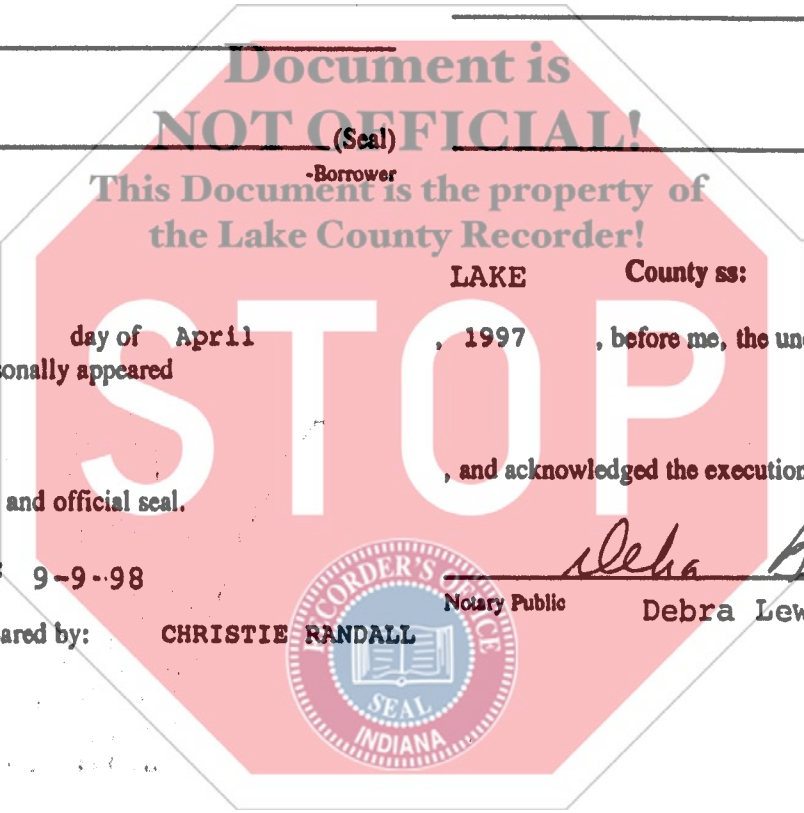 Document is
NOT OFFICIAL!
(Seal)
-Borrower
This Document is the property of
the Lake County Recorder!
LAKE County ss:
STOP
day of April , 1997 , before me, the un
sonally appeared
, and acknowledged the execution
and official seal.
9-9-98
Debra
Notary Public Debra Lew
ared by: CHRISTIE RANDALL
RECORDER'S OFFICE
SEAL
INDIANA